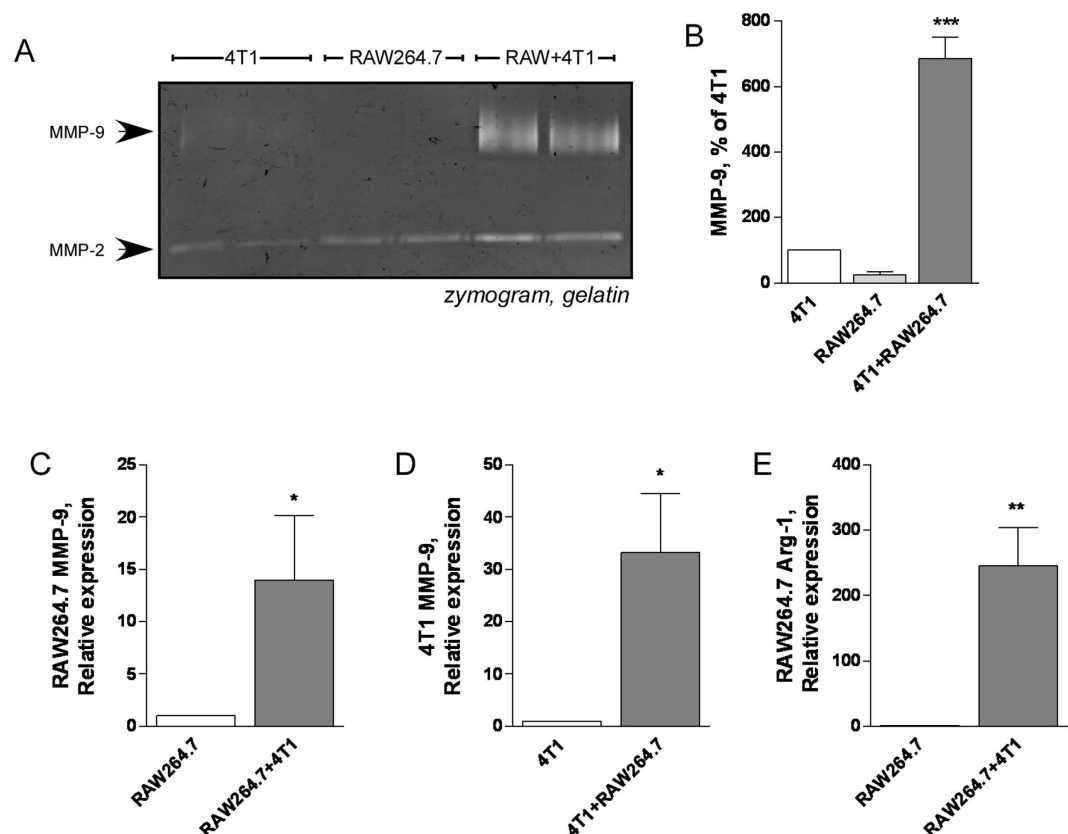 A
4T1
RAW264.7
RAW+4T1
MMP-9
MMP-2
zymogram, gelatin
B
MMP-9, % of 4T1
800
600
400
200
0
***
4T1
RAW264.7
4T1+RAW264.7
C
RAW264.7 MMP-9,
Relative expression
25
20
15
10
5
0
*
RAW264.7
RAW264.7+4T1
D
4T1 MMP-9,
Relative expression
50
40
30
20
10
0
*
4T1
4T1+RAW264.7
E
RAW264.7 Arg-1,
Relative expression
400
300
200
100
0
**
RAW264.7
RAW264.7+4T1